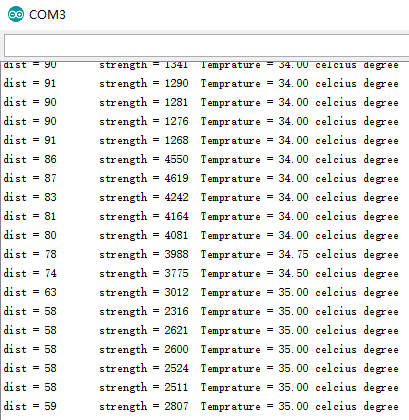 COM3
dist = 90 strength = 1341 Temprature = 34.00 celcius degree
dist = 91 strength = 1290 Temprature = 34.00 celcius degree
dist = 90 strength = 1281 Temprature = 34.00 celcius degree
dist = 90 strength = 1276 Temprature = 34.00 celcius degree
dist = 91 strength = 1268 Temprature = 34.00 celcius degree
dist = 86 strength = 4550 Temprature = 34.00 celcius degree
dist = 87 strength = 4619 Temprature = 34.00 celcius degree
dist = 83 strength = 4242 Temprature = 34.00 celcius degree
dist = 81 strength = 4164 Temprature = 34.00 celcius degree
dist = 80 strength = 4081 Temprature = 34.00 celcius degree
dist = 78 strength = 3988 Temprature = 34.75 celcius degree
dist = 74 strength = 3775 Temprature = 34.50 celcius degree
dist = 63 strength = 3012 Temprature = 35.00 celcius degree
dist = 58 strength = 2316 Temprature = 35.00 celcius degree
dist = 58 strength = 2621 Temprature = 35.00 celcius degree
dist = 58 strength = 2600 Temprature = 35.00 celcius degree
dist = 58 strength = 2524 Temprature = 35.00 celcius degree
dist = 58 strength = 2511 Temprature = 35.00 celcius degree
dist = 59 strength = 2807 Temprature = 35.00 celcius degree